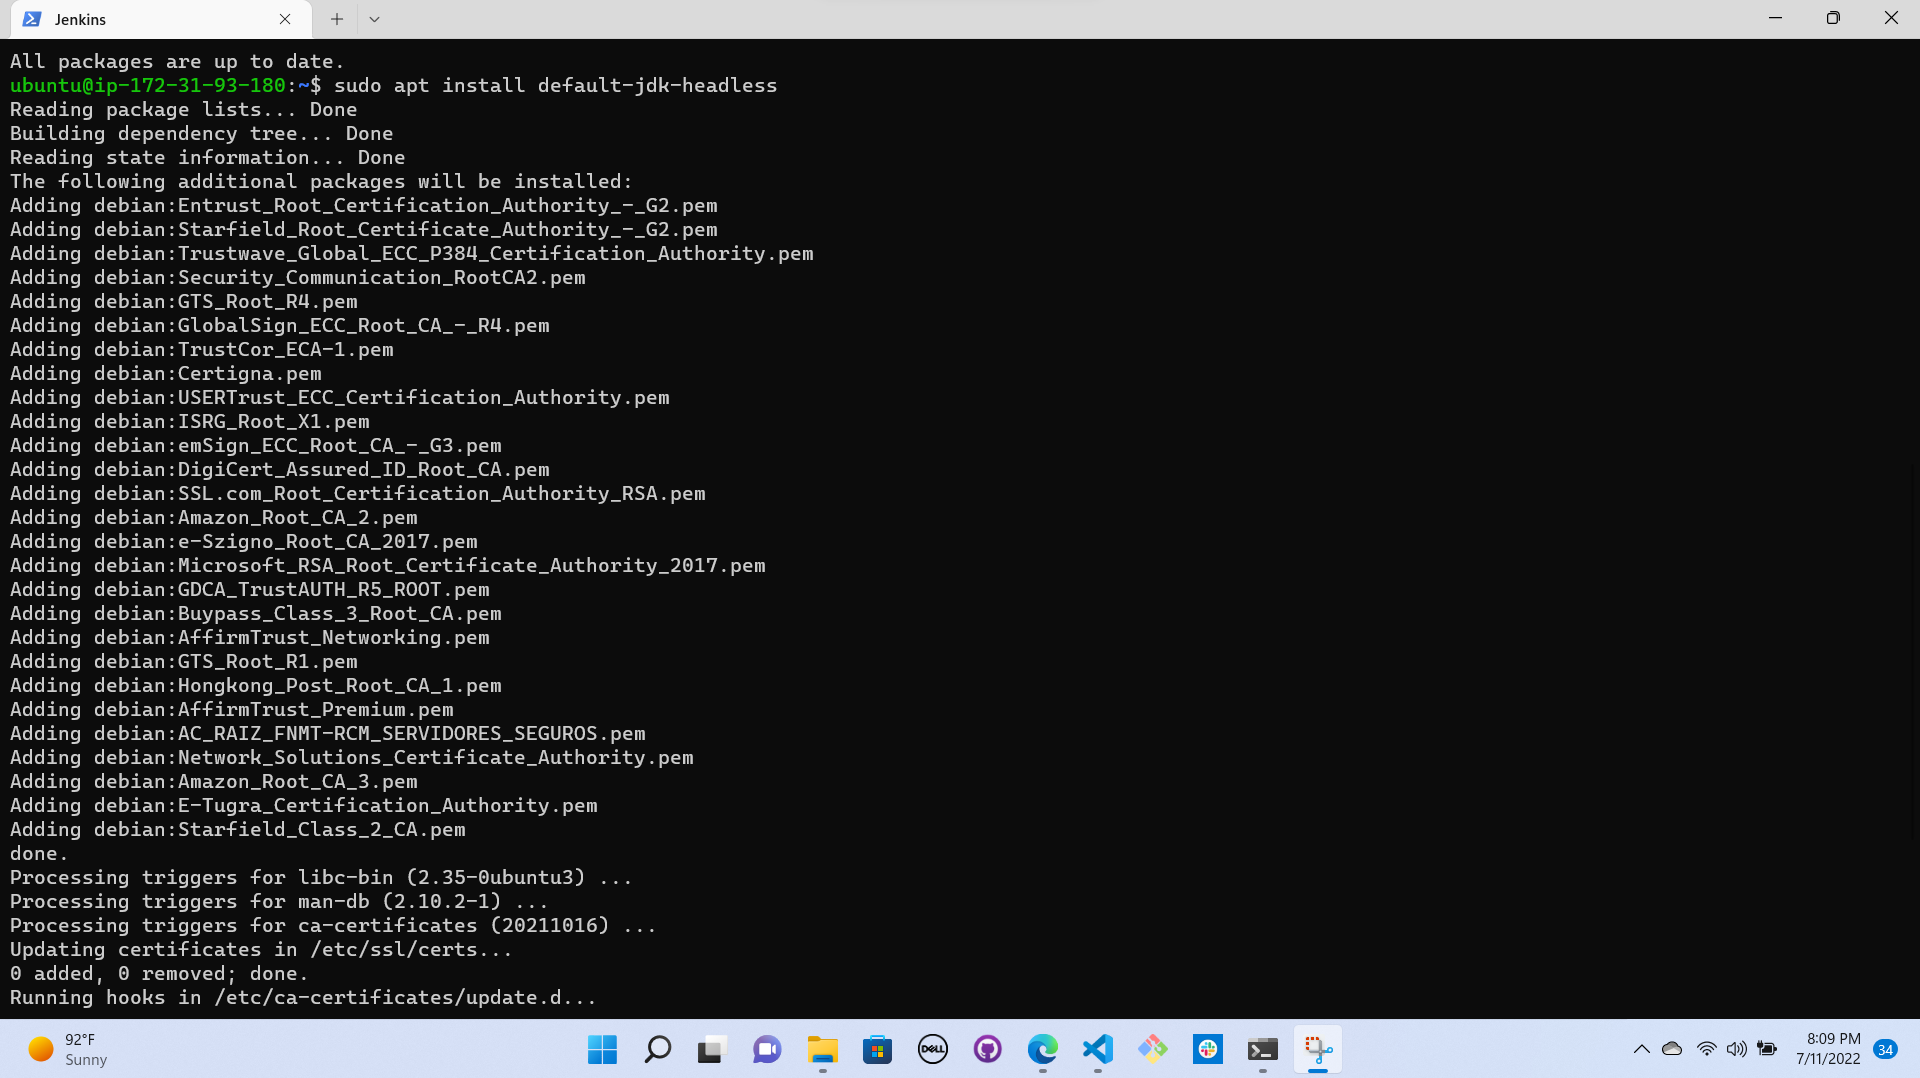 Jenkins
All packages are up to date.
ubuntu@ip-172-31-93-180:~$ sudo apt install default-jdk-headless
Reading package lists... Done
Building dependency tree... Done
Reading state information... Done
The following additional packages will be installed:
Adding debian:Entrust_Root_Certification_Authority_-_G2.pem
Adding debian:Starfield_Root_Certificate_Authority_-_G2.pem
Adding debian:Trustwave_Global_ECC_P384_Certification_Authority.pem
Adding debian:Security_Communication_RootCA2.pem
Adding debian:GTS_Root_R4.pem
Adding debian:GlobalSign_ECC_Root_CA_-_R4.pem
Adding debian:TrustCor_ECA-1.pem
Adding debian:Certigna.pem
Adding debian:USERTrust_ECC_Certification_Authority.pem
Adding debian:ISRG_Root_X1.pem
Adding debian:emSign_ECC_Root_CA_-_G3.pem
Adding debian:DigiCert_Assured_ID_Root_CA.pem
Adding debian:SSL.com_Root_Certification_Authority_RSA.pem
Adding debian:Amazon_Root_CA_2.pem
Adding debian:e-Szigno_Root_CA_2017.pem
Adding debian:Microsoft_RSA_Root_Certificate_Authority_2017.pem
Adding debian:GDCA_TrustAUTH_R5_ROOT.pem
Adding debian:Buypass_Class_3_Root_CA.pem
Adding debian:AffirmTrust_Networking.pem
Adding debian:GTS_Root_R1.pem
Adding debian:Hongkong_Post_Root_CA_1.pem
Adding debian:AffirmTrust_Premium.pem
Adding debian:AC_RAIZ_FNMT-RCM_SERVIDORES_SEGUROS.pem
Adding debian:Network_Solutions_Certificate_Authority.pem
Adding debian:Amazon_Root_CA_3.pem
Adding debian:E-Tugra_Certification_Authority.pem
Adding debian:Starfield_Class_2_CA.pem
done.
Processing triggers for libc-bin (2.35-0ubuntu3) ...
Processing triggers for man-db (2.10.2-1) ...
Processing triggers for ca-certificates (20211016) ...
Updating certificates in /etc/ssl/certs...
0 added, 0 removed; done.
Running hooks in /etc/ca-certificates/update.d...
92°F
Sunny
DELL
8:09 PM
7/11/2022
34